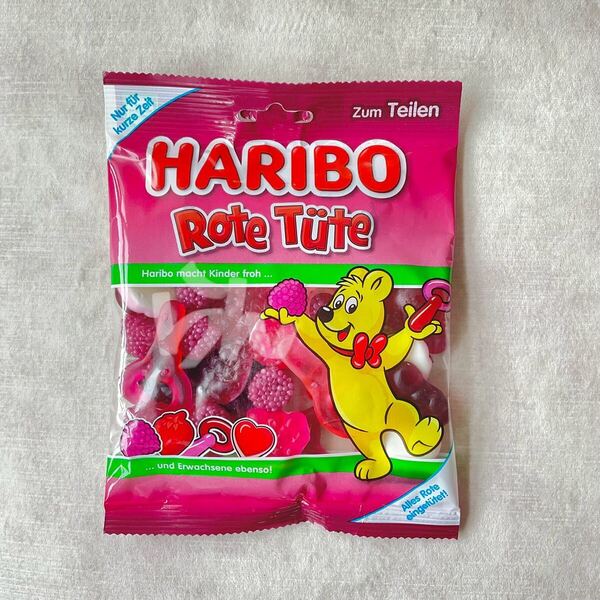 Nur für
kurze Zeit
Zum Teilen
HARIBO
Rote Tüte
Haribo macht Kinder froh ...
... und Erwachsene ebenso!
Alles Rote
eingetütet!